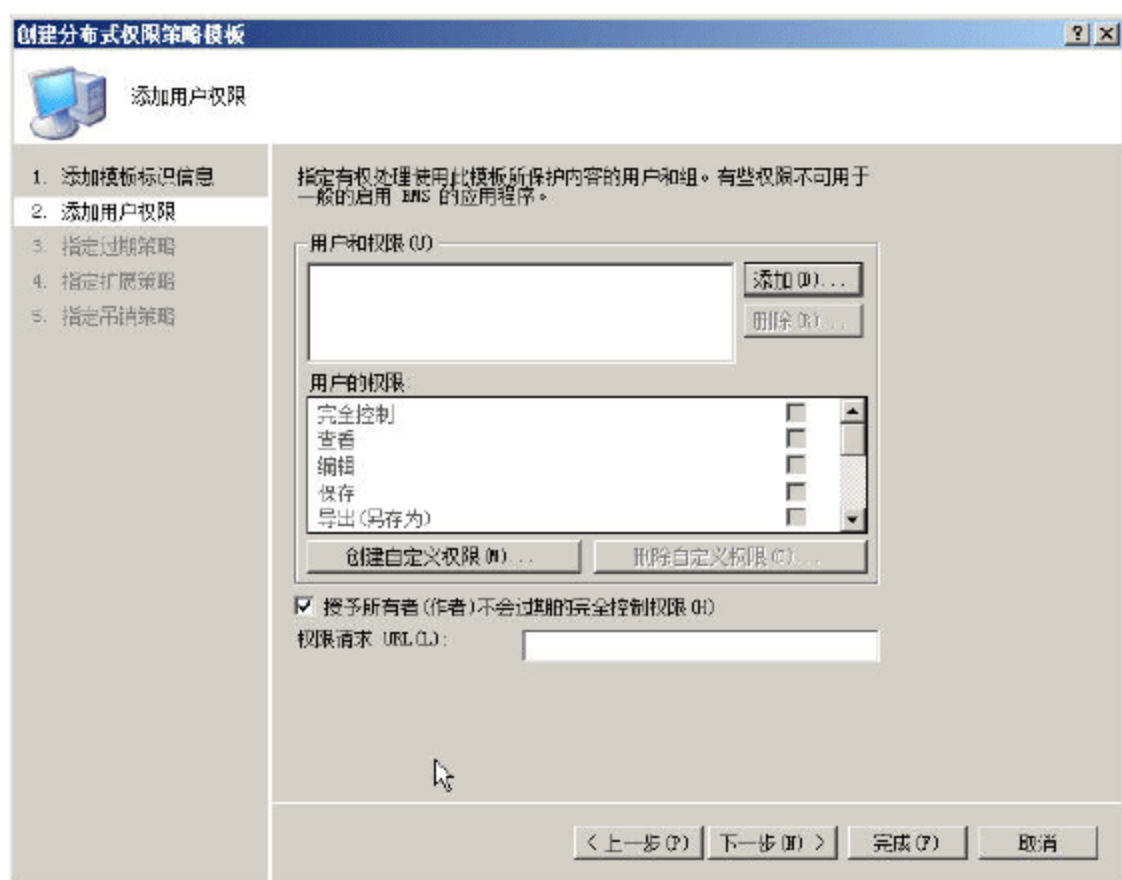 创建分布式权限策略模板
添加用户权限
1. 添加模板标识信息
2. 添加用户权限
3. 指定过期策略
4. 指定扩展策略
5. 指定吊销策略
指定有权处理使用此模板所保护内容的用户和组。有些权限不可用于
一般的启用 RMS 的应用程序。
用户和权限(U)
添加(D)...
删除(R)...
用户的权限:
完全控制
查看
编辑
保存
导出(另存为)
创建自定义权限(M)...
删除自定义权限(C)...
授予所有者(作者)不会过期的完全控制权限(H)
权限请求 URL(L):
< 上一步(P)
下一步(N) >
完成(F)
取消